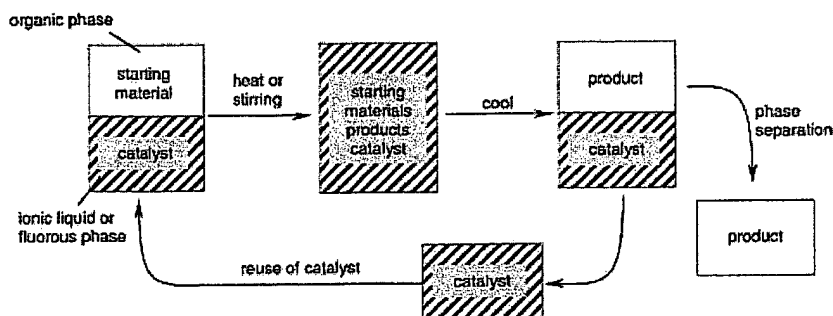 organic phase
starting
material
catalyst
ionic liquid or
fluorous phase
heat or
stirring
starting
materials
products
catalyst
cool
product
catalyst
phase
separation
product
catalyst
reuse of catalyst